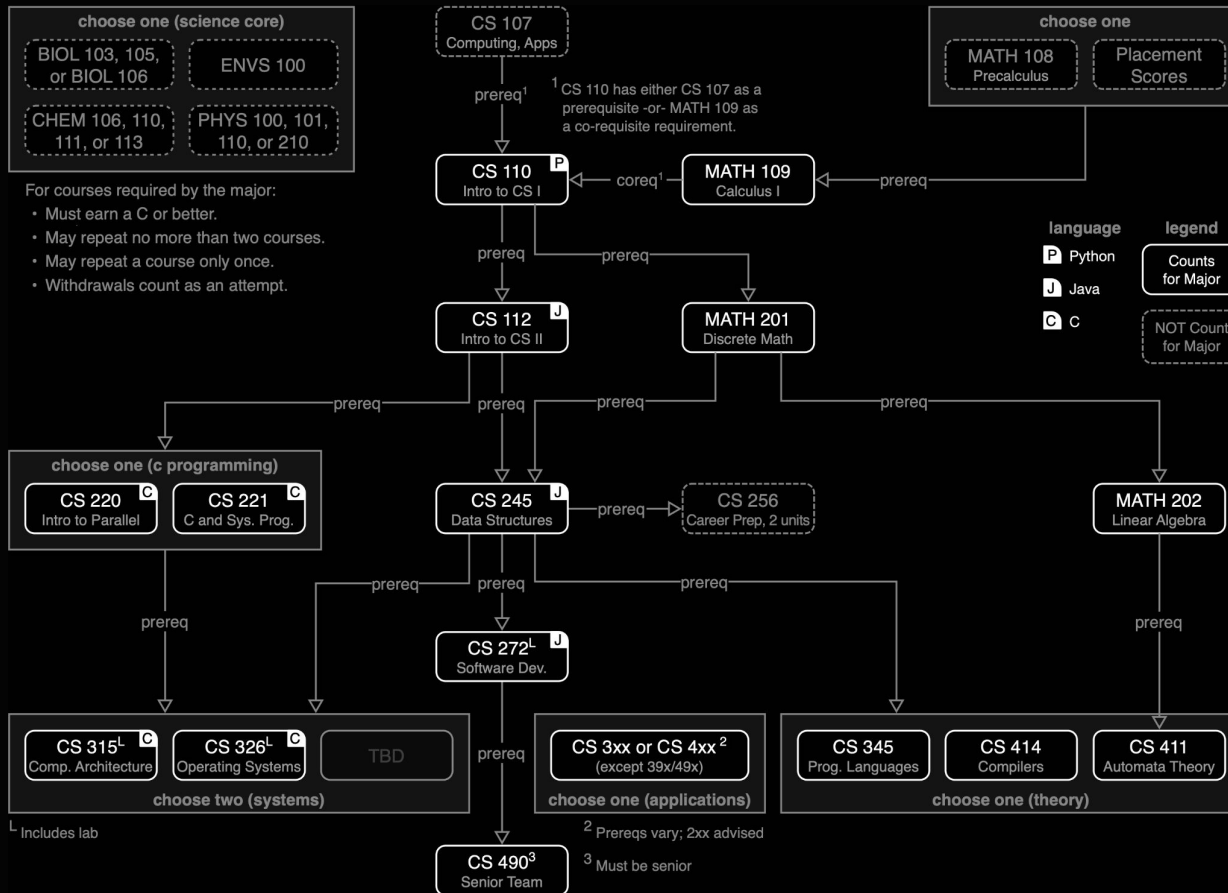 choose one (science core)
BIOL 103, 105,
or BIOL 106
ENVS 100
CHEM 106, 110,
111, or 113
PHYS 100, 101,
110, or 210
CS 107
Computing, Apps
choose one
MATH 108
Precalculus
Placement
Scores
prereq¹
¹ CS 110 has either CS 107 as a
prerequisite -or- MATH 109 as
a co-requisite requirement.
CS 110
P
Intro to CS I
coreq¹
MATH 109
Calculus I
prereq
For courses required by the major:
• Must earn a C or better.
• May repeat no more than two courses.
• May repeat a course only once.
• Withdrawals count as an attempt.
language
P Python
J Java
C C
legend
Counts
for Major
NOT Count
for Major
prereq
prereq
CS 112
J
Intro to CS II
MATH 201
Discrete Math
prereq
prereq
prereq
prereq
choose one (c programming)
CS 220
C
Intro to Parallel
CS 221
C
C and Sys. Prog.
CS 245
J
Data Structures
prereq
CS 256
Career Prep, 2 units
MATH 202
Linear Algebra
prereq
prereq
prereq
prereq
prereq
CS 272ᴸ
J
Software Dev.
CS 315ᴸ
C
Comp. Architecture
CS 326ᴸ
C
Operating Systems
TBD
choose two (systems)
prereq
CS 3xx or CS 4xx ²
(except 39x/49x)
choose one (applications)
CS 345
Prog. Languages
CS 414
Compilers
CS 411
Automata Theory
choose one (theory)
ᴸ Includes lab
² Prereqs vary; 2xx advised
³ Must be senior
CS 490³
Senior Team